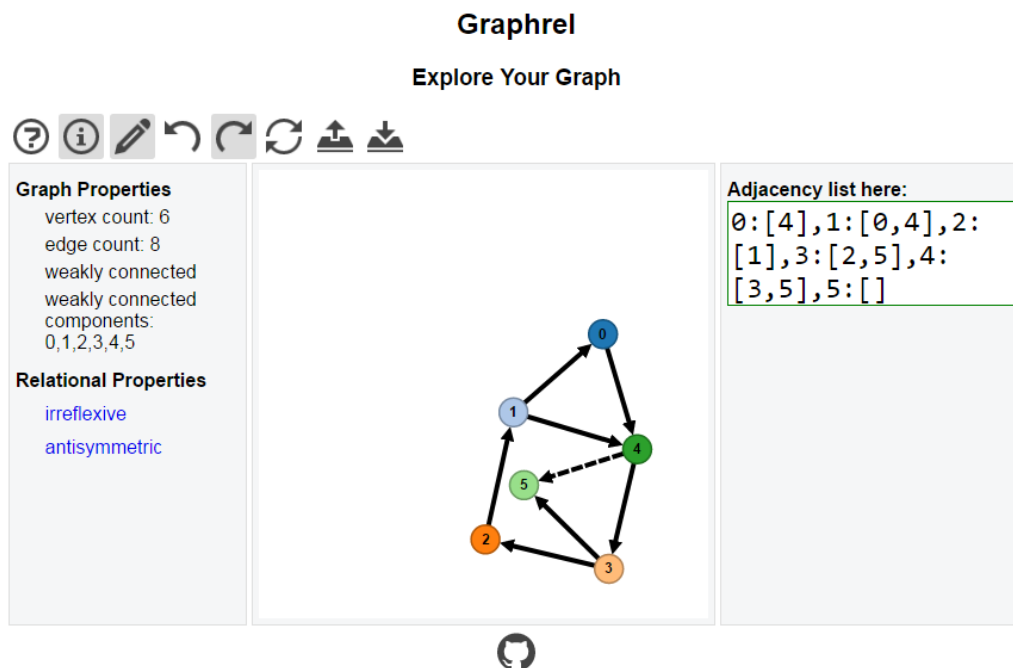 Graphrel
Explore Your Graph
Graph Properties
vertex count: 6
edge count: 8
weakly connected
weakly connected
components:
0,1,2,3,4,5
Relational Properties
irreflexive
antisymmetric
0
1
4
5
2
3
Adjacency list here:
0:[4],1:[0,4],2:
[1],3:[2,5],4:
[3,5],5:[]